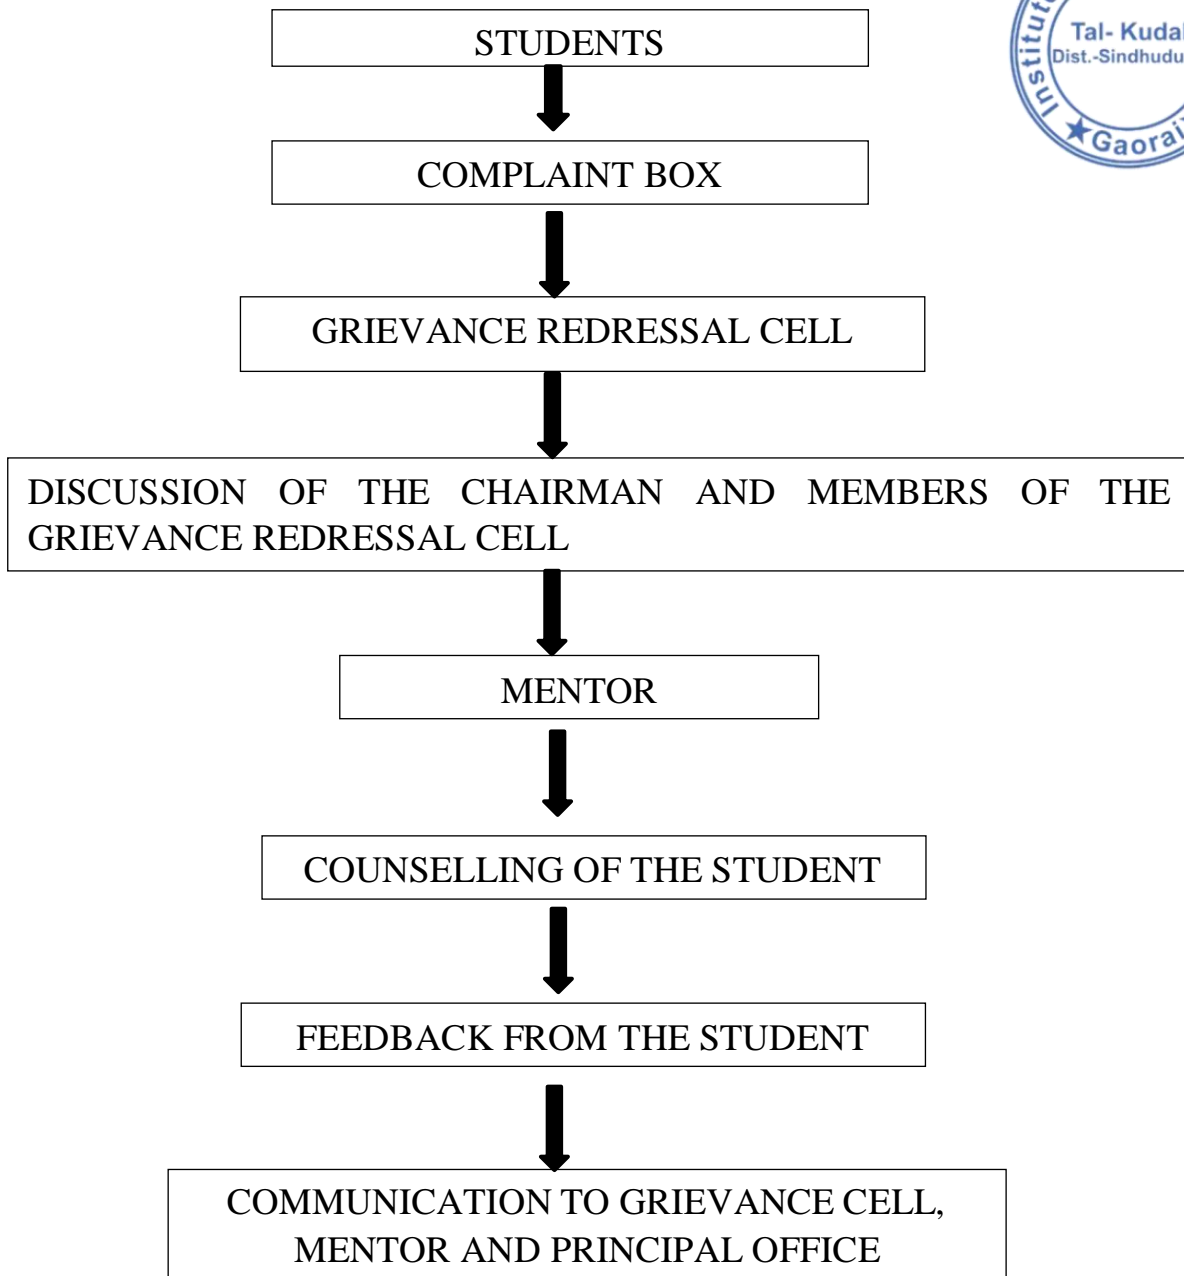 STUDENTS
Tal- Kudal
Dist.-Sindhudu
Institut
★Gaorai
COMPLAINT BOX
GRIEVANCE REDRESSAL CELL
DISCUSSION OF THE CHAIRMAN AND MEMBERS OF THE
GRIEVANCE REDRESSAL CELL
MENTOR
COUNSELLING OF THE STUDENT
FEEDBACK FROM THE STUDENT
COMMUNICATION TO GRIEVANCE CELL,
MENTOR AND PRINCIPAL OFFICE